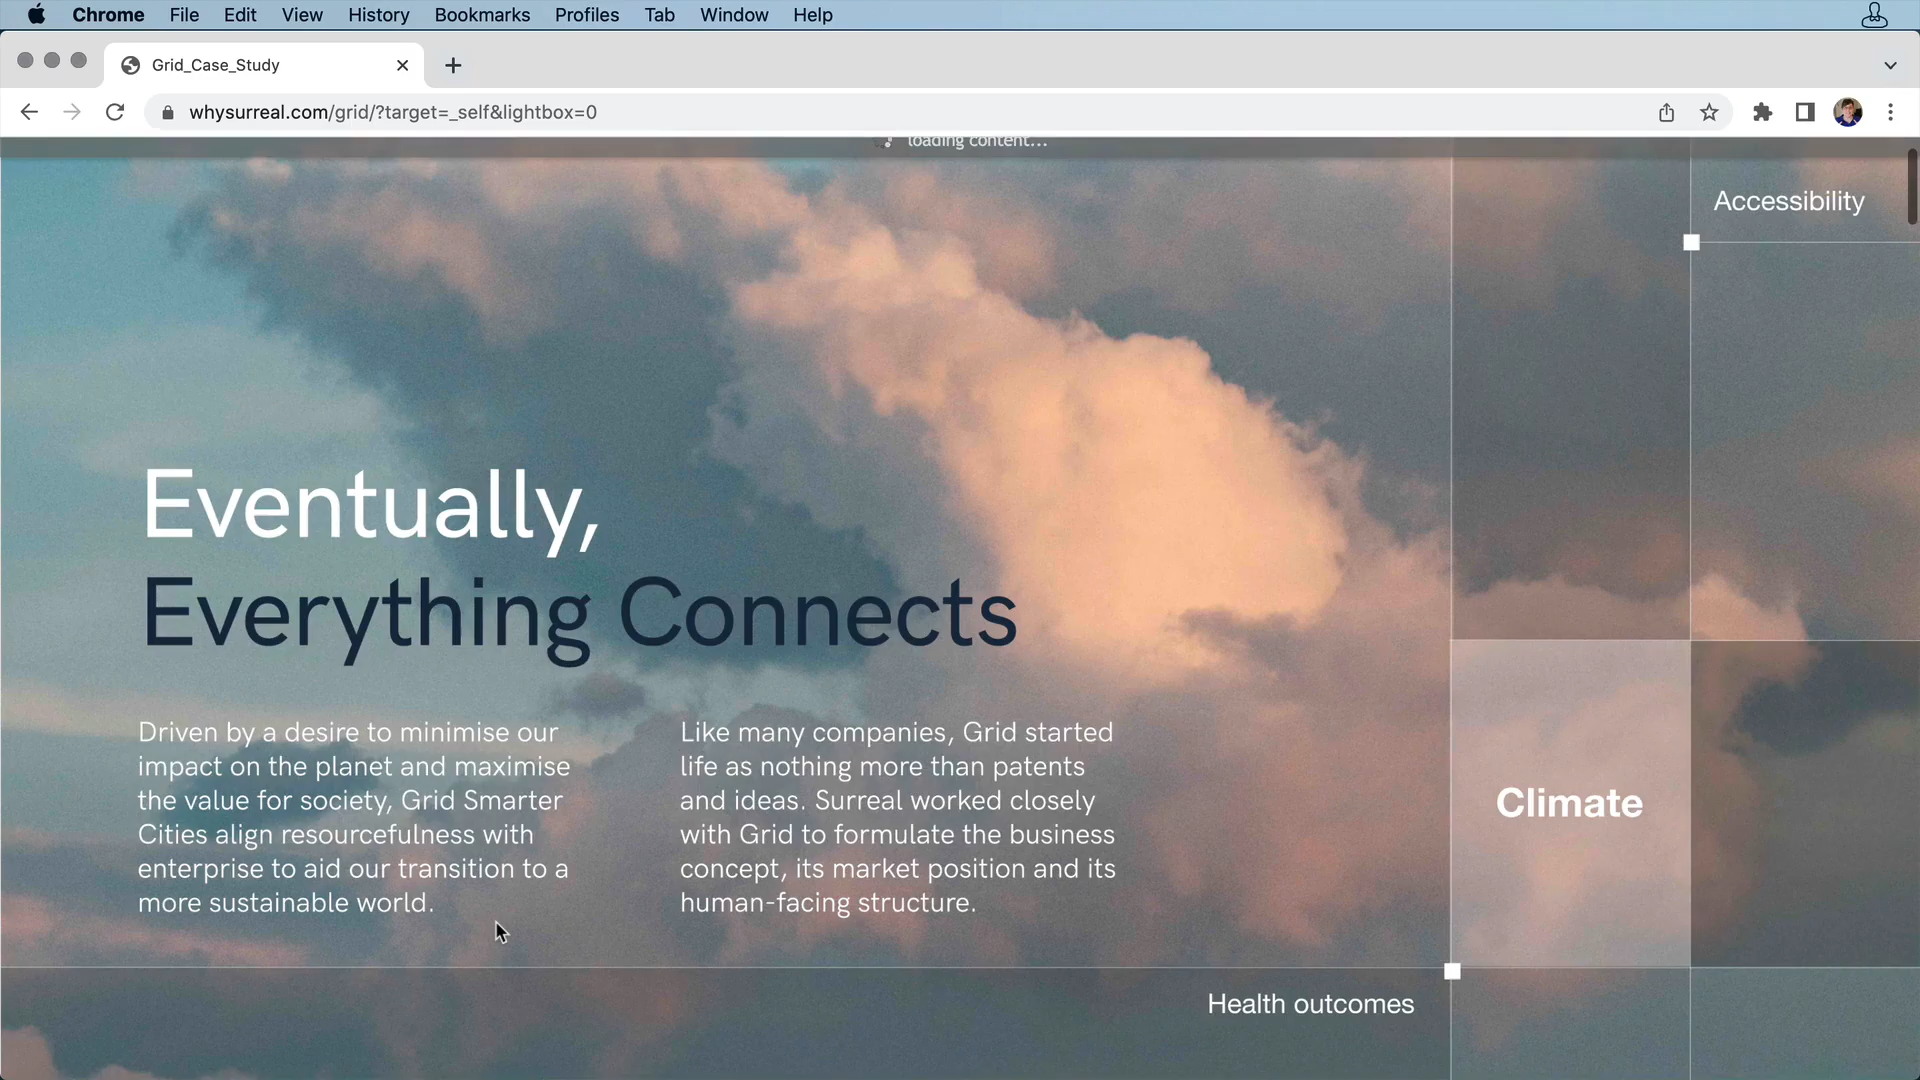 Chrome File Edit View History Bookmarks Profiles Tab Window Help
Grid_Case_Study
whysurreal.com/grid/?target=_self&lightbox=0
loading content...
Accessibility
Eventually,
Everything Connects
Driven by a desire to minimise our
impact on the planet and maximise
the value for society, Grid Smarter
Cities align resourcefulness with
enterprise to aid our transition to a
more sustainable world.
Like many companies, Grid started
life as nothing more than patents
and ideas. Surreal worked closely
with Grid to formulate the business
concept, its market position and its
human-facing structure.
Climate
Health outcomes